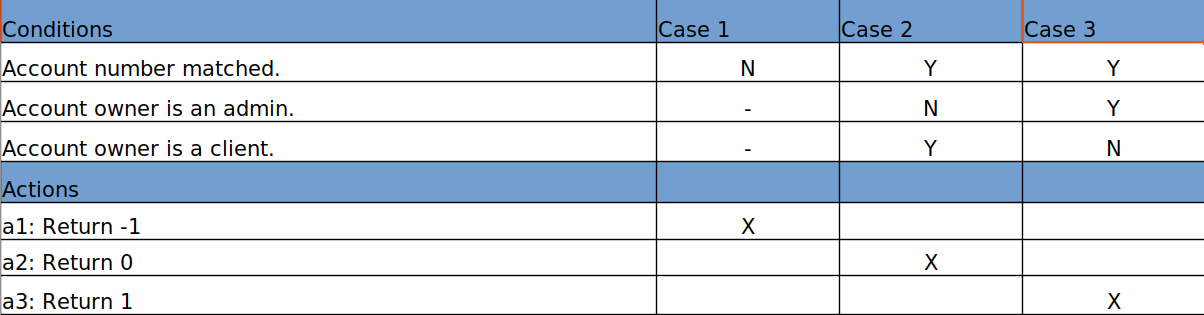 Conditions Case 1 Case 2 Case 3
Account number matched. N Y Y
Account owner is an admin. - N Y
Account owner is a client. - Y N
Actions
a1: Return -1 X
a2: Return 0 X
a3: Return 1 X